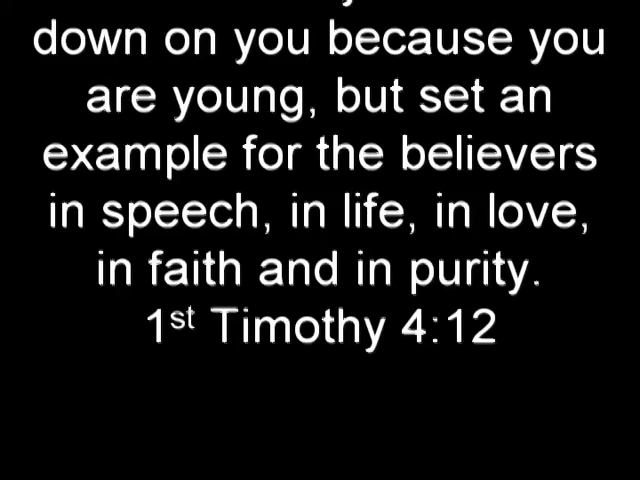 down on you because you
are young, but set an
example for the believers
in speech, in life, in love,
in faith and in purity.
1st Timothy 4:12